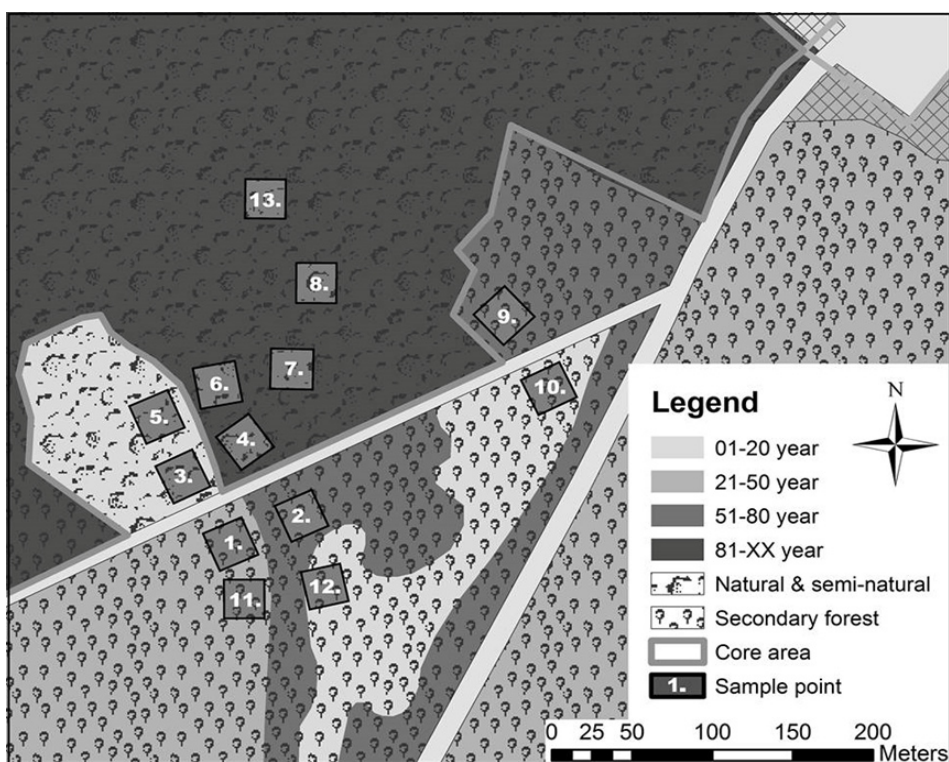 13.
8.
9.
7.
6.
10.
5.
4.
3.
2.
1.
12.
11.
N
Legend
01-20 year
21-50 year
51-80 year
81-XX year
Natural & semi-natural
Secondary forest
Core area
1. Sample point
0 25 50 100 150 200
Meters